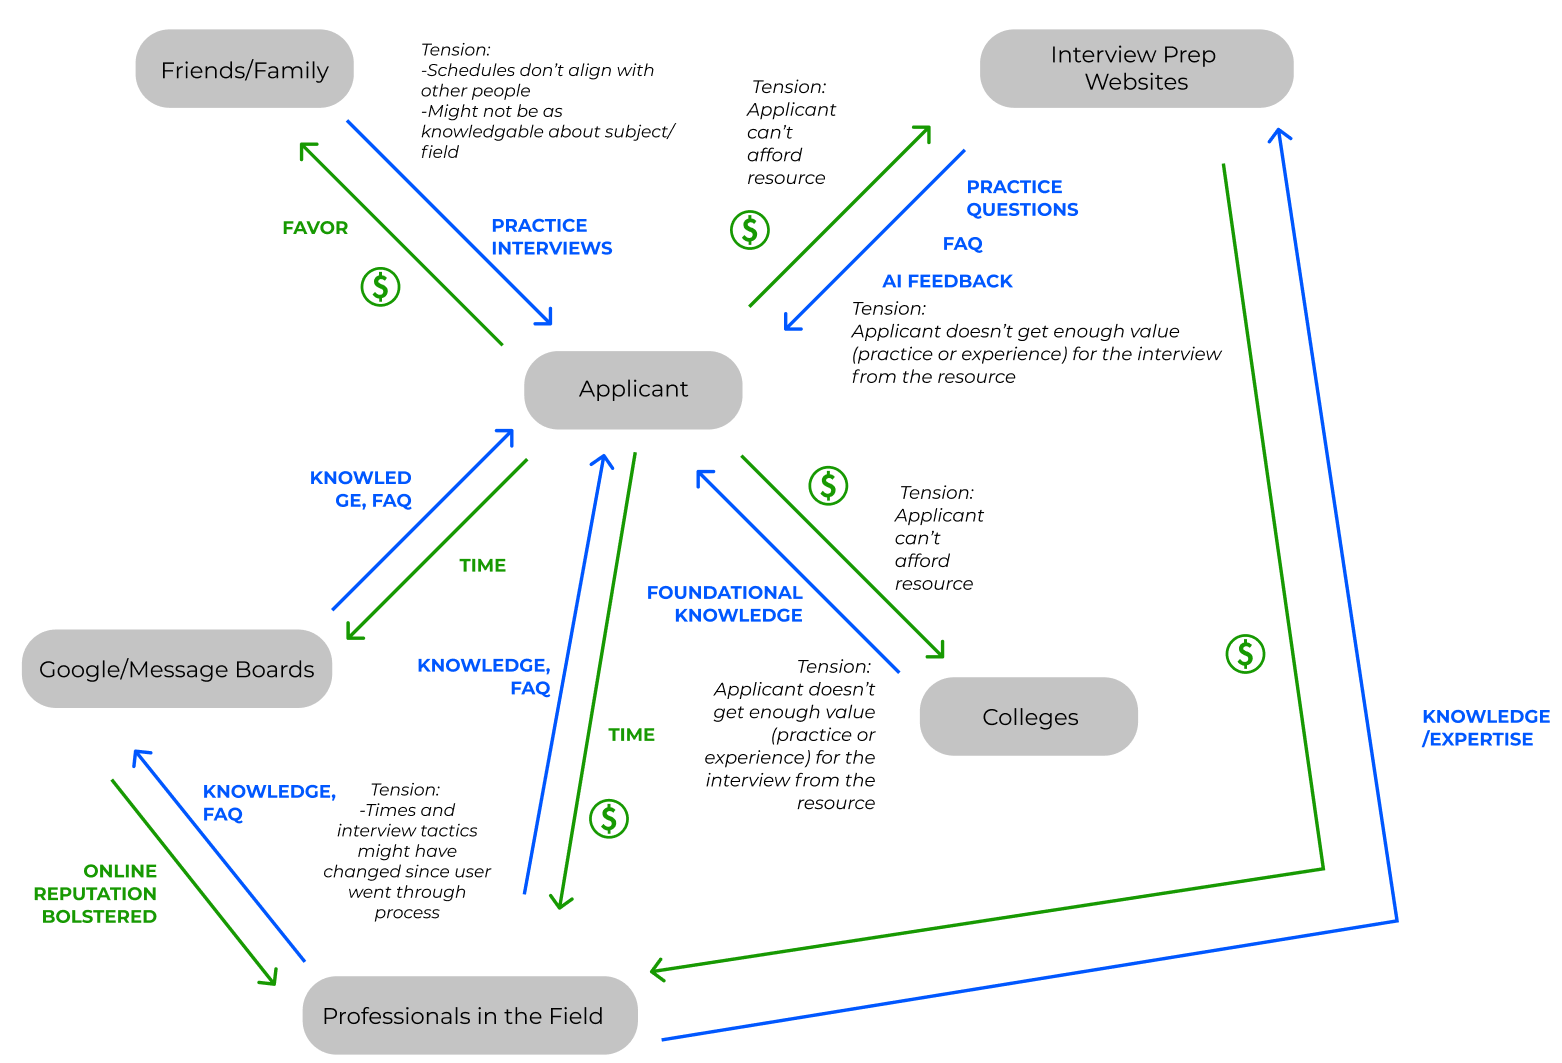 Friends/Family
Tension:
-Schedules don't align with
other people
-Might not be as
knowledgable about subject/
field
Tension:
Applicant
can't
afford
resource
Interview Prep
Websites
FAVOR
$
PRACTICE
INTERVIEWS
$
PRACTICE
QUESTIONS
FAQ
AI FEEDBACK
Tension:
Applicant doesn't get enough value
(practice or experience) for the interview
from the resource
Applicant
KNOWLED
GE, FAQ
TIME
$
Tension:
Applicant
can't
afford
resource
FOUNDATIONAL
KNOWLEDGE
Google/Message Boards
KNOWLEDGE,
FAQ
TIME
$
Tension:
Applicant doesn't
get enough value
(practice or
experience) for the
interview from the
resource
Colleges
$
KNOWLEDGE
/EXPERTISE
KNOWLEDGE,
FAQ
Tension:
-Times and
interview tactics
might have
changed since user
went through
process
ONLINE
REPUTATION
BOLSTERED
Professionals in the Field